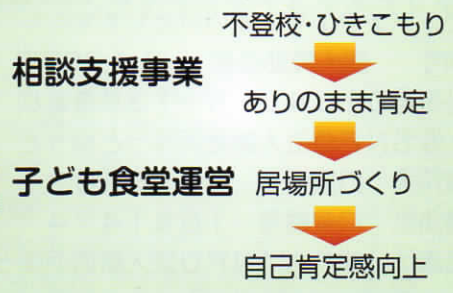 不登校・ひきこもり
相談支援事業
ありのまま肯定
子ども食堂運営 居場所づくり
自己肯定感向上